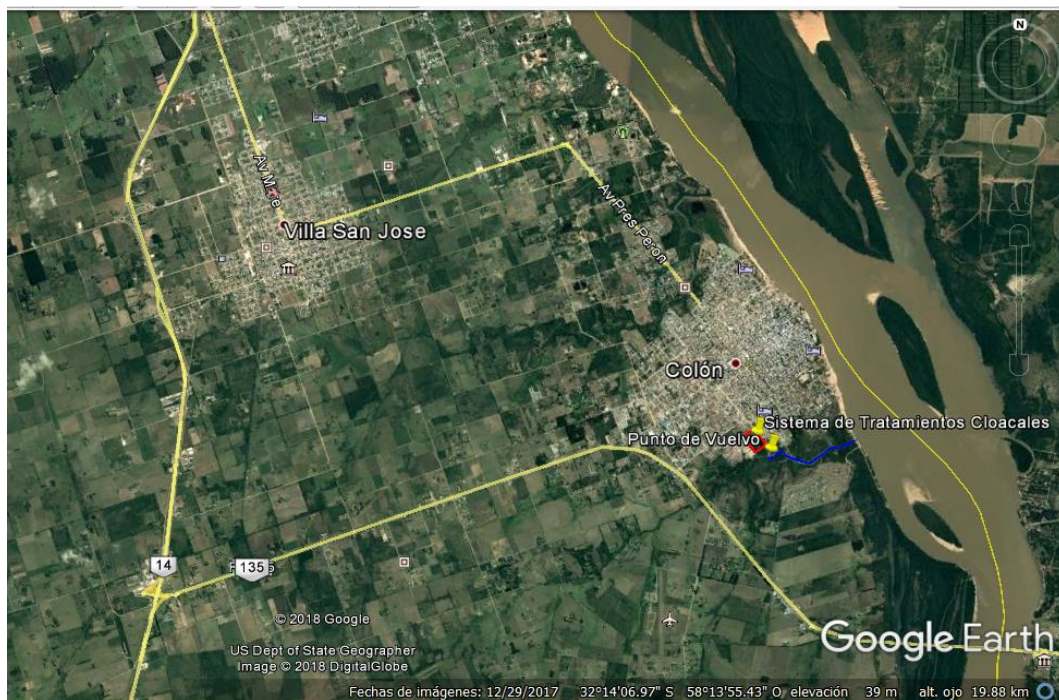 N
Av M
e
Villa San Jose
Av Pres Peron
Colón
Sistema de Tratamientos Cloacales
Punto de Vuelvo
14
135
© 2018 Google
US Dept of State Geographer
Image © 2018 DigitalGlobe
Google Earth
Fechas de imágenes: 12/29/2017 32°14'06.97" S 58°13'55.43" O elevación 39 m alt. ojo 19.88 km